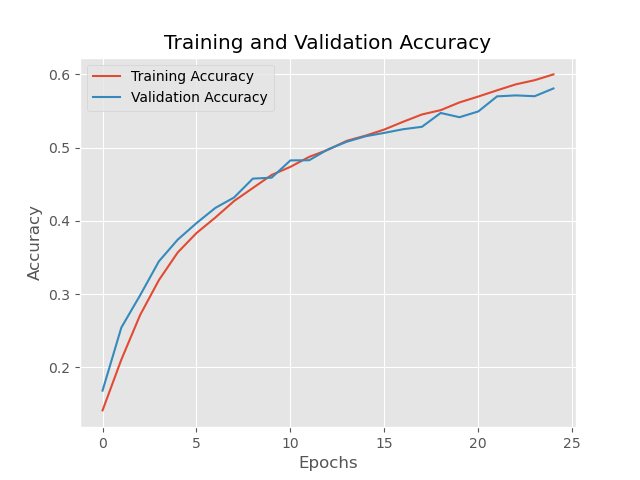 Training and Validation Accuracy
Training Accuracy
Validation Accuracy
Accuracy
0.6
0.5
0.4
0.3
0.2
0 5 10 15 20 25
Epochs